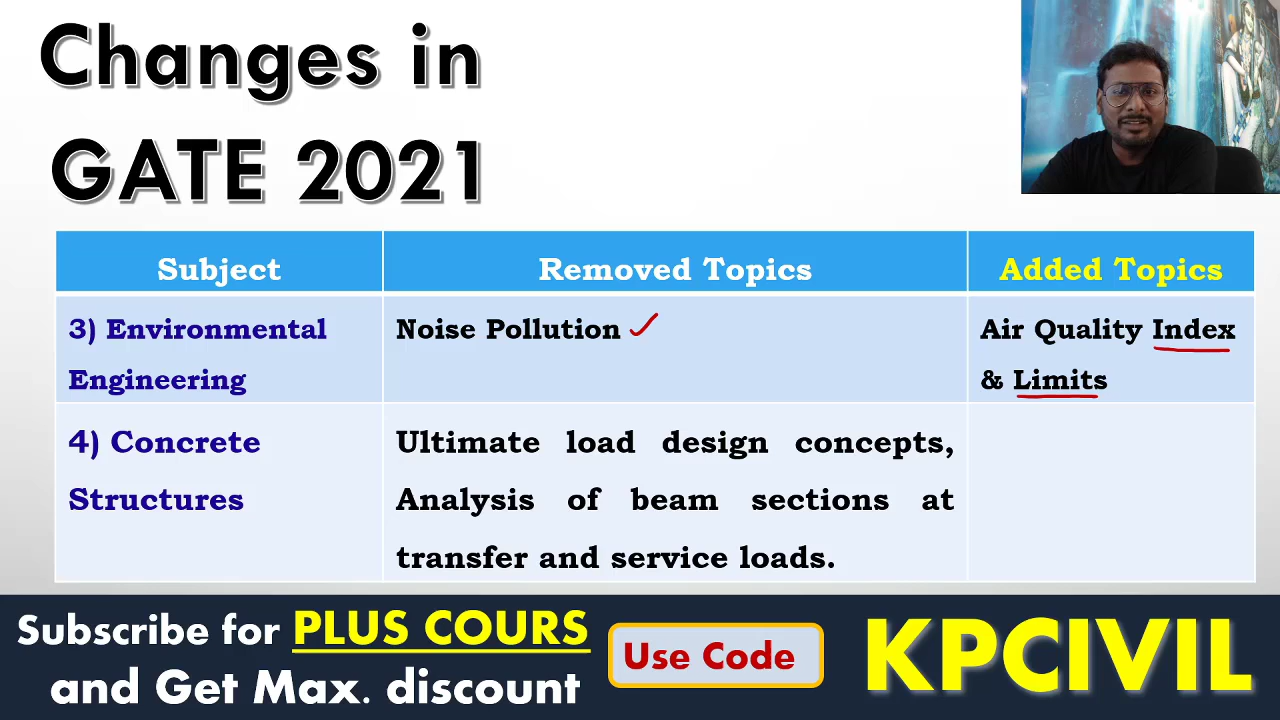 Changes in
GATE 2021
Subject
Removed Topics
Added Topics
3) Environmental
Engineering
Noise Pollution
Air Quality Index
& Limits
4) Concrete
Structures
Ultimate load design concepts,
Analysis of beam sections at
transfer and service loads.
Subscribe for PLUS COURS
and Get Max. discount
Use Code
KPCIVIL